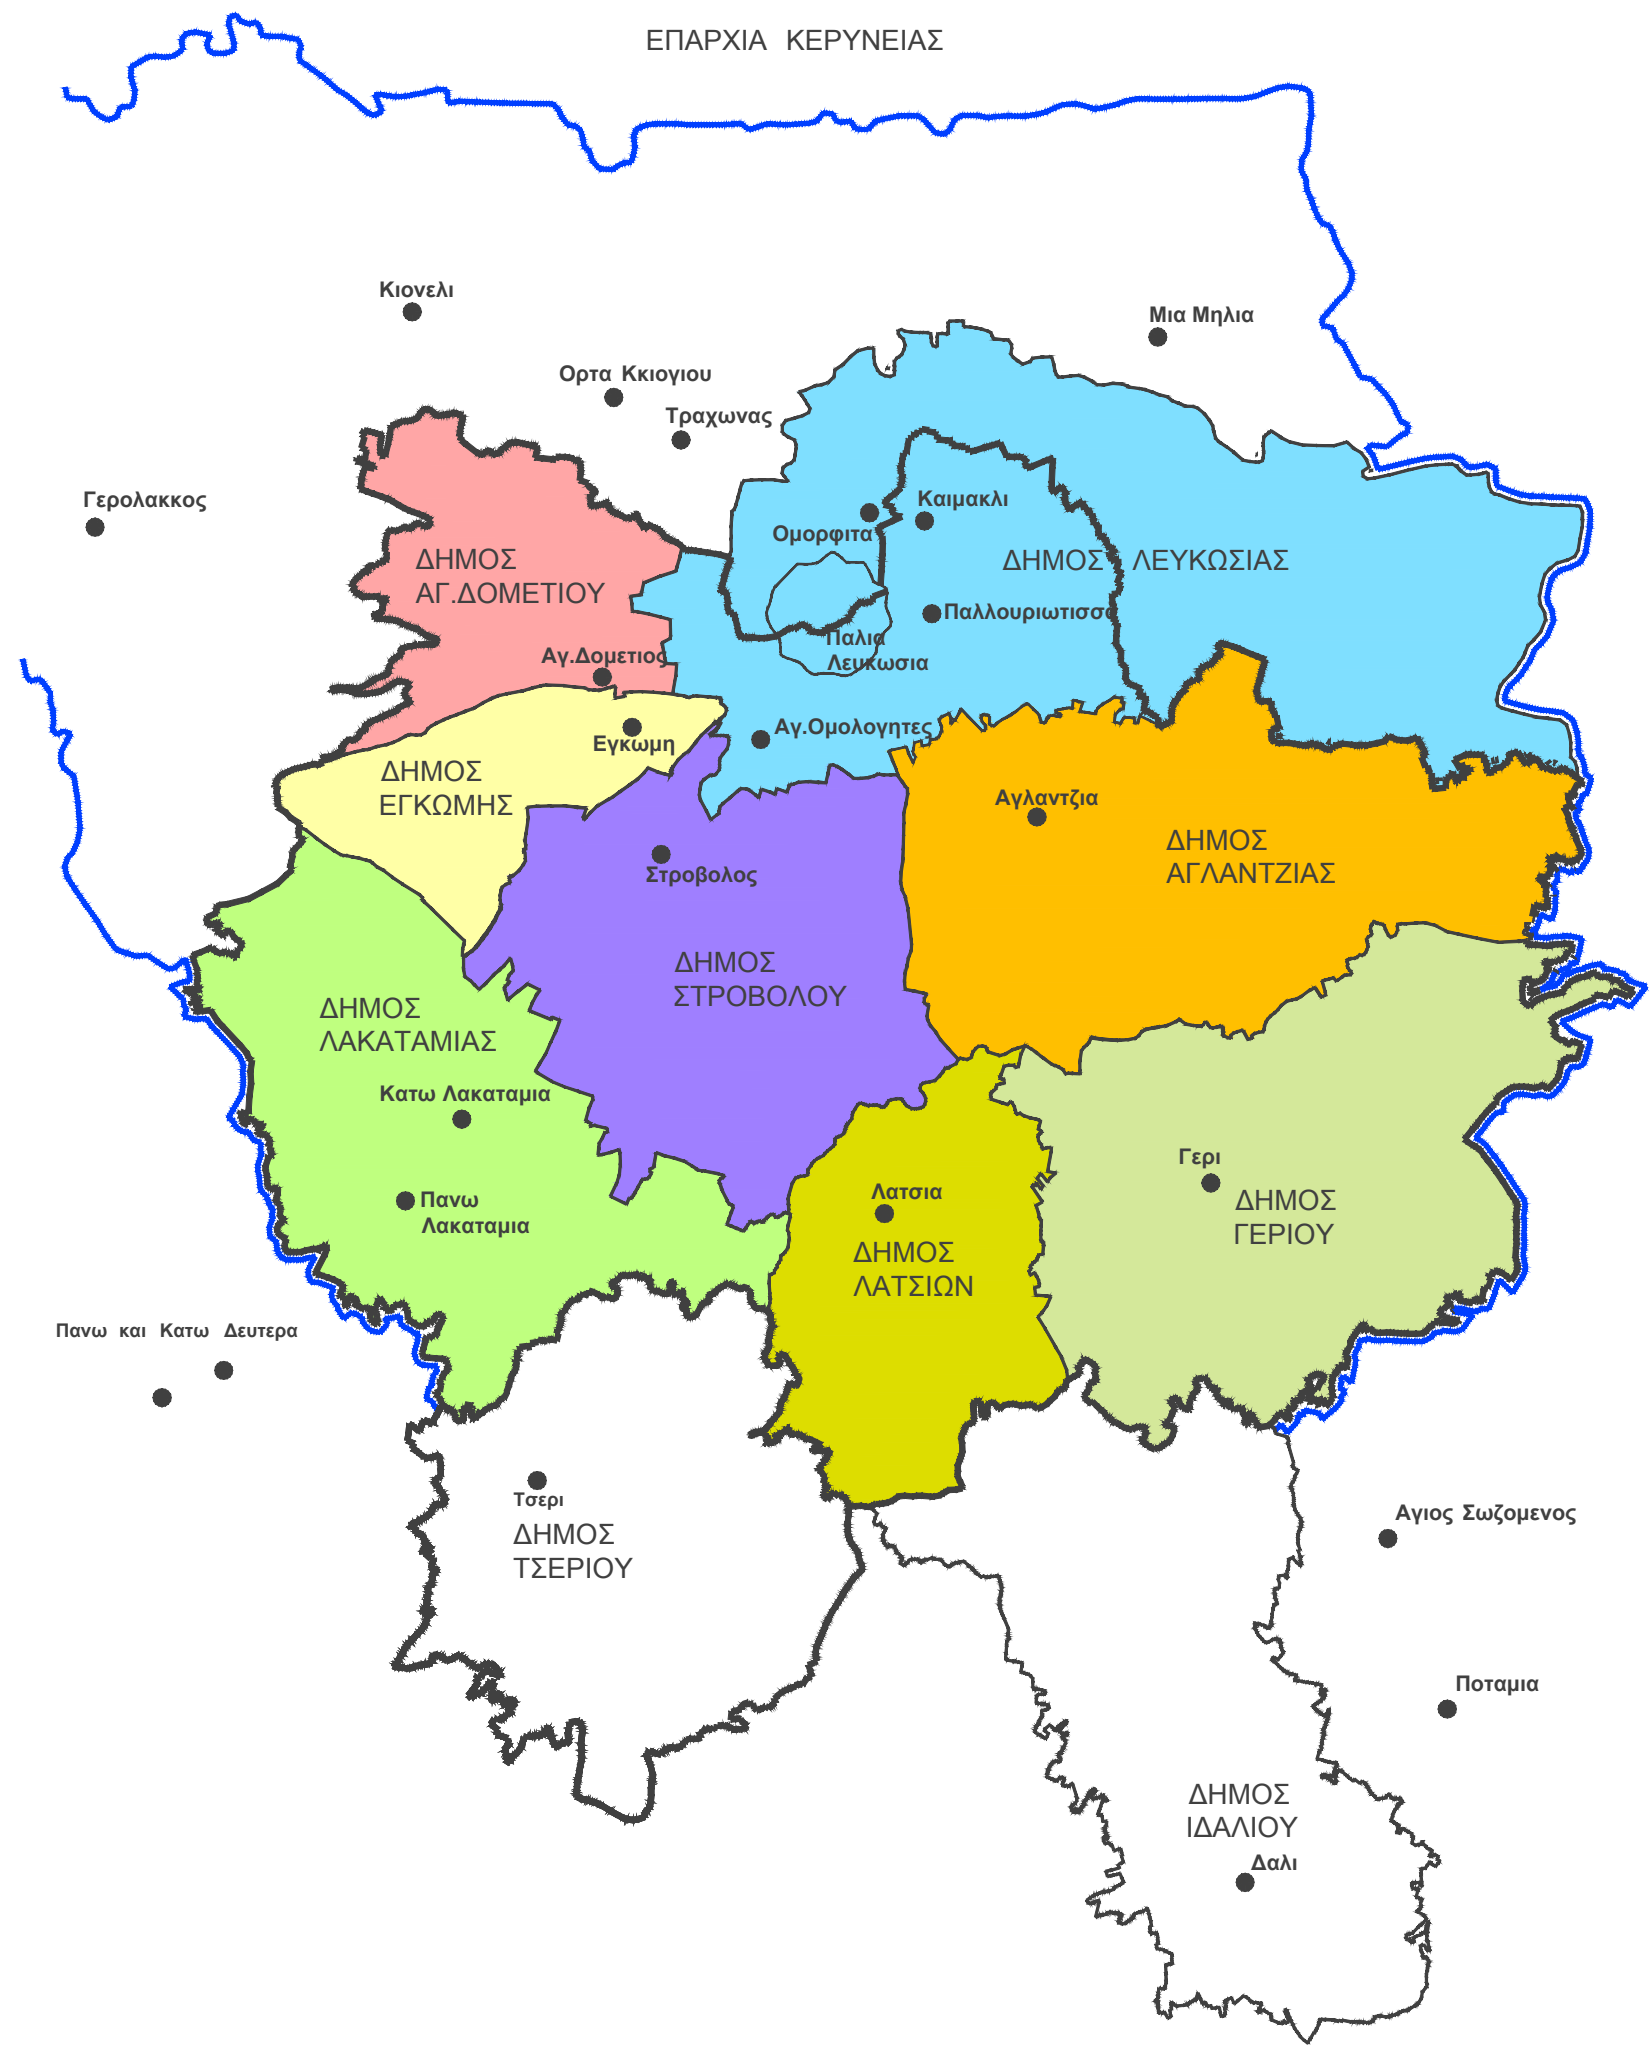 ΕΠΑΡΧΙΑ ΚΕΡΥΝΕΙΑΣ
Κιονελι
Μια Μηλια
Ορτα Κκιογιου
Τραχωνας
Γερολακκος
Καιμακλι
Ομορφιτα
ΔΗΜΟΣ
ΑΓ.ΔΟΜΕΤΙΟΥ
ΔΗΜΟΣ ΛΕΥΚΩΣΙΑΣ
Παλλουριωτισσα
Παλια
Λευκωσια
Αγ.Δομετιος
Αγ.Ομολογητες
Εγκωμη
ΔΗΜΟΣ
ΕΓΚΩΜΗΣ
Αγλαντζια
ΔΗΜΟΣ
ΑΓΛΑΝΤΖΙΑΣ
Στροβολος
ΔΗΜΟΣ
ΣΤΡΟΒΟΛΟΥ
ΔΗΜΟΣ
ΛΑΚΑΤΑΜΙΑΣ
Κατω Λακαταμια
Πανω
Λακαταμια
Γερι
ΔΗΜΟΣ
ΓΕΡΙΟΥ
Λατσια
ΔΗΜΟΣ
ΛΑΤΣΙΩΝ
Πανω και Κατω Δευτερα
Τσερι
ΔΗΜΟΣ
ΤΣΕΡΙΟΥ
Αγιος Σωζομενος
Ποταμια
ΔΗΜΟΣ
ΙΔΑΛΙΟΥ
Δαλι